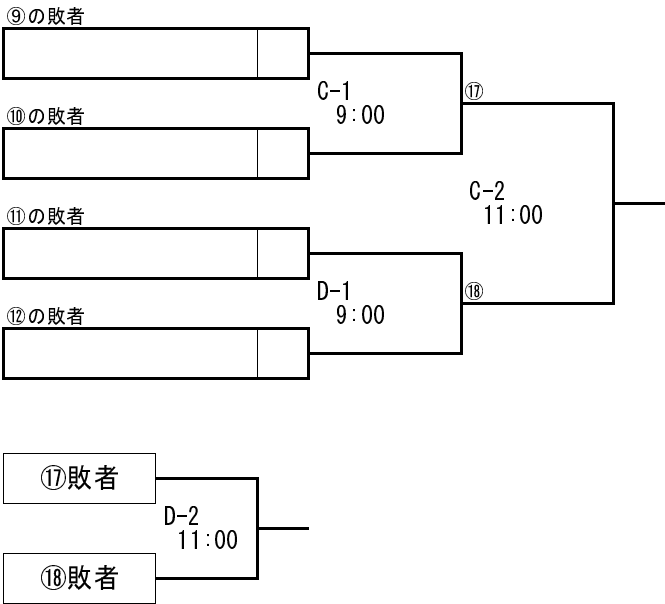 ⑨の敗者
C-1
9:00
⑰
⑩の敗者
C-2
11:00
⑪の敗者
D-1
9:00
⑱
⑫の敗者
⑰敗者
D-2
11:00
⑱敗者